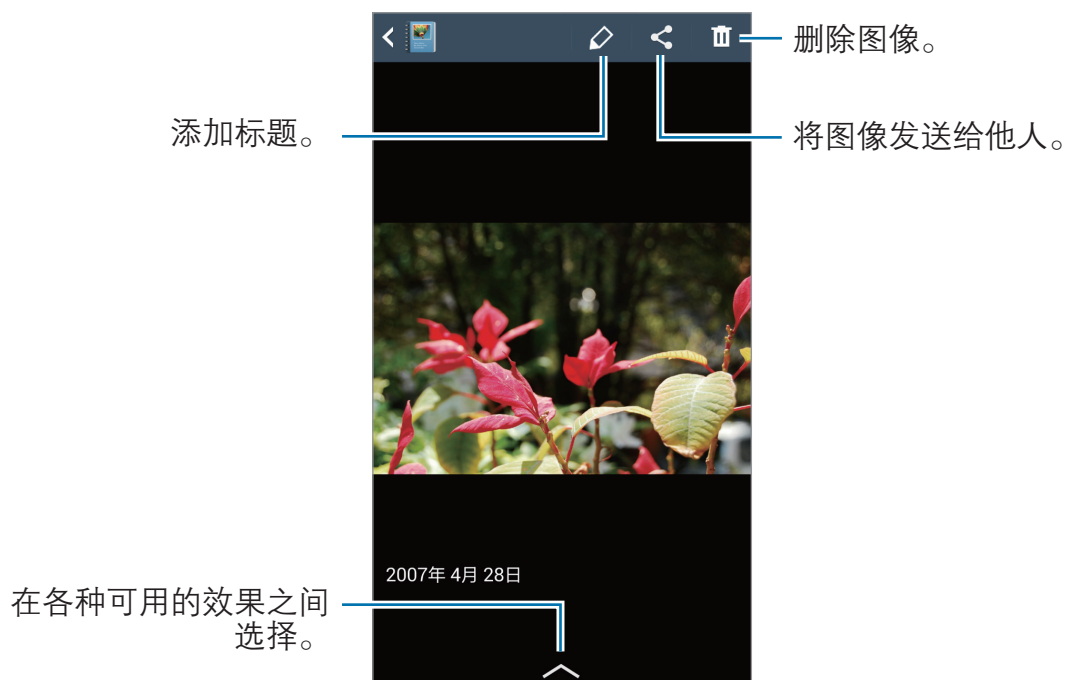 删除图像。
添加标题。
将图像发送给他人。
2007年 4月 28日
在各种可用的效果之间
选择。